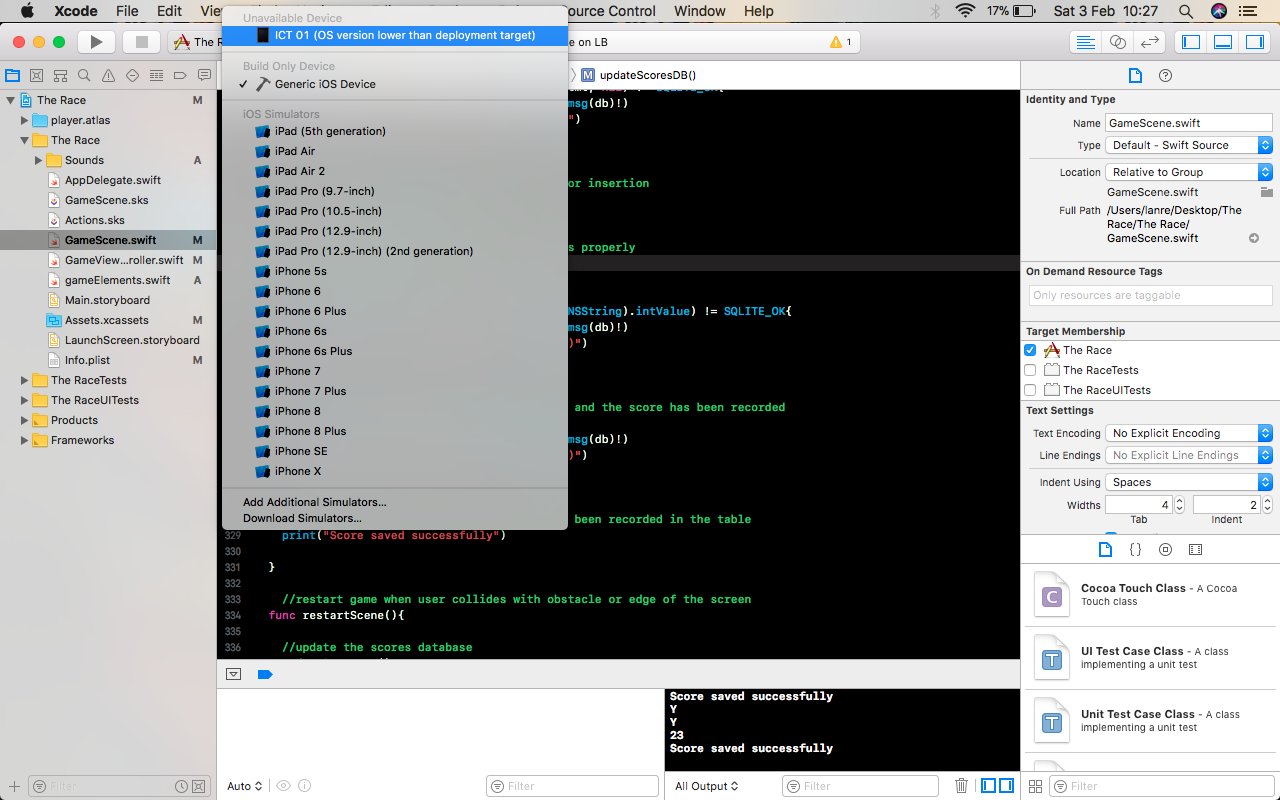 Xcode File Edit Source Control Window Help 17% Sat 3 Feb 10:27
Unavailable Device
ICT 01 (OS version lower than deployment target)
Build Only Device
✓ Generic iOS Device
iOS Simulators
iPad (5th generation)
iPad Air
iPad Air 2
iPad Pro (9.7-inch)
iPad Pro (10.5-inch)
iPad Pro (12.9-inch)
iPad Pro (12.9-inch) (2nd generation)
iPhone 5s
iPhone 6
iPhone 6 Plus
iPhone 6s
iPhone 6s Plus
iPhone 7
iPhone 7 Plus
iPhone 8
iPhone 8 Plus
iPhone SE
iPhone X
Add Additional Simulators...
Download Simulators...
on LB
1
The Race M
player.atlas
The Race
Sounds A
AppDelegate.swift
GameScene.sks
Actions.sks
GameScene.swift M
GameView...roller.swift M
gameElements.swift A
Main.storyboard
Assets.xcassets M
LaunchScreen.storyboard
Info.plist M
The RaceTests
The RaceUITests
Products
Frameworks
Filter
M updateScoresDB()
msg(db)!)
")
or insertion
s properly
NSString).intValue) != SQLITE_OK{
msg(db)!)
)")
and the score has been recorded
msg(db)!)
)")
been recorded in the table
329 print("Score saved successfully")
330
331 }
332
333 //restart game when user collides with obstacle or edge of the screen
334 func restartScene(){
335
336 //update the scores database
Score saved successfully
Y
Y
23
Score saved successfully
Auto
Filter
All Output
Filter
Identity and Type
Name GameScene.swift
Type Default - Swift Source
Location Relative to Group
GameScene.swift
Full Path /Users/lanre/Desktop/The
Race/The Race/
GameScene.swift
On Demand Resource Tags
Only resources are taggable
Target Membership
The Race
The RaceTests
The RaceUITests
Text Settings
Text Encoding No Explicit Encoding
Line Endings No Explicit Line Endings
Indent Using Spaces
Widths 4 2
Tab Indent
C
Cocoa Touch Class - A Cocoa
Touch class
T
UI Test Case Class - A class
implementing a unit test
T
Unit Test Case Class - A class
implementing a unit test
Filter